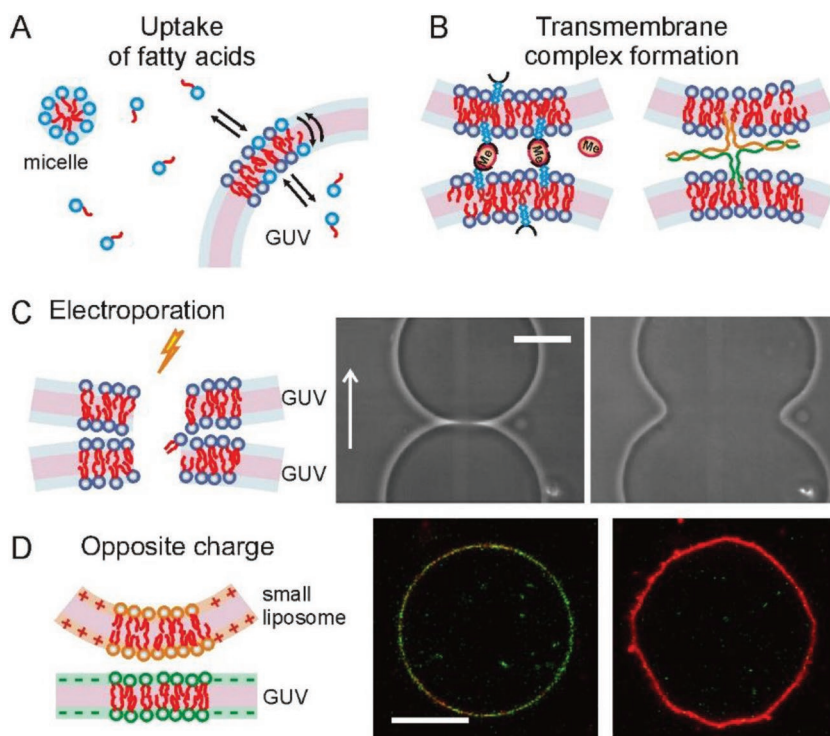 A
Uptake
of fatty acids
micelle
GUV
B
Transmembrane
complex formation
Me
Me
Me
C
Electroporation
GUV
GUV
D
Opposite charge
small
liposome
GUV